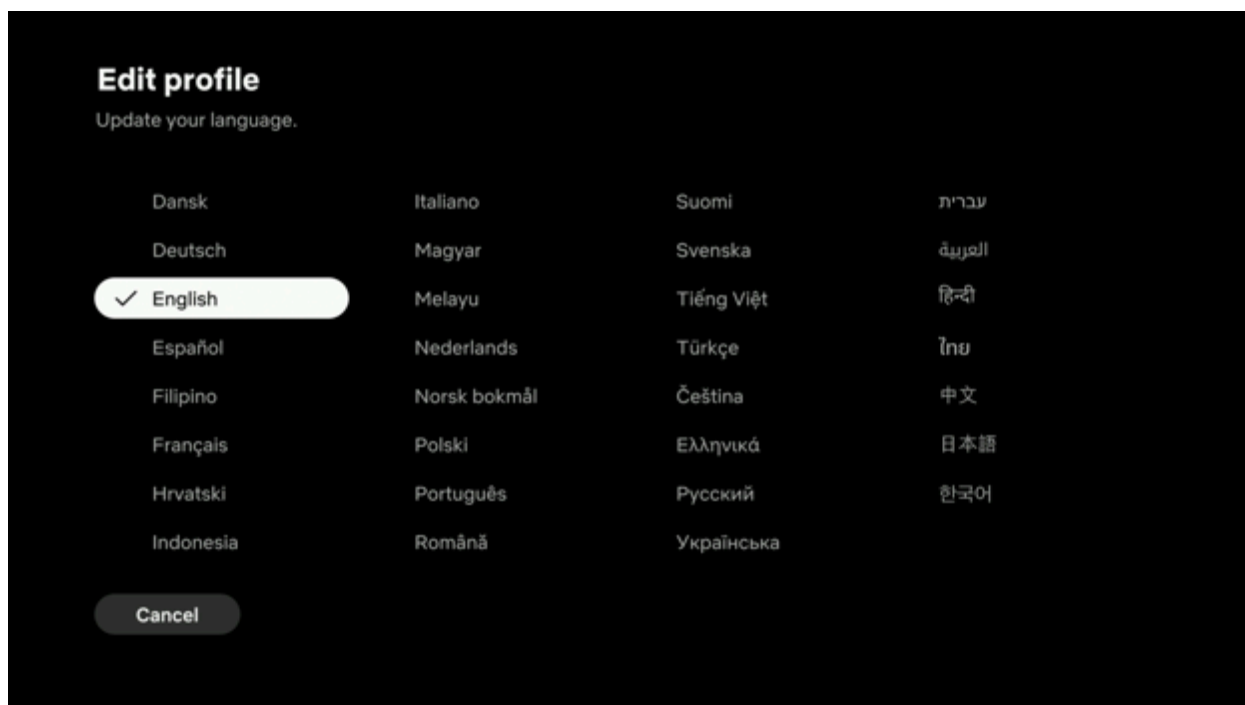 Edit profile
Update your language.
Dansk
Deutsch
English
Español
Filipino
Français
Hrvatski
Indonesia
Italiano
Magyar
Melayu
Nederlands
Norsk bokmål
Polski
Português
Română
Suomi
Svenska
Tiếng Việt
Türkçe
Čeština
Ελληνικά
Русский
Українська
עברית
العربية
हिन्दी
ไทย
中文
日本語
한국어
Cancel